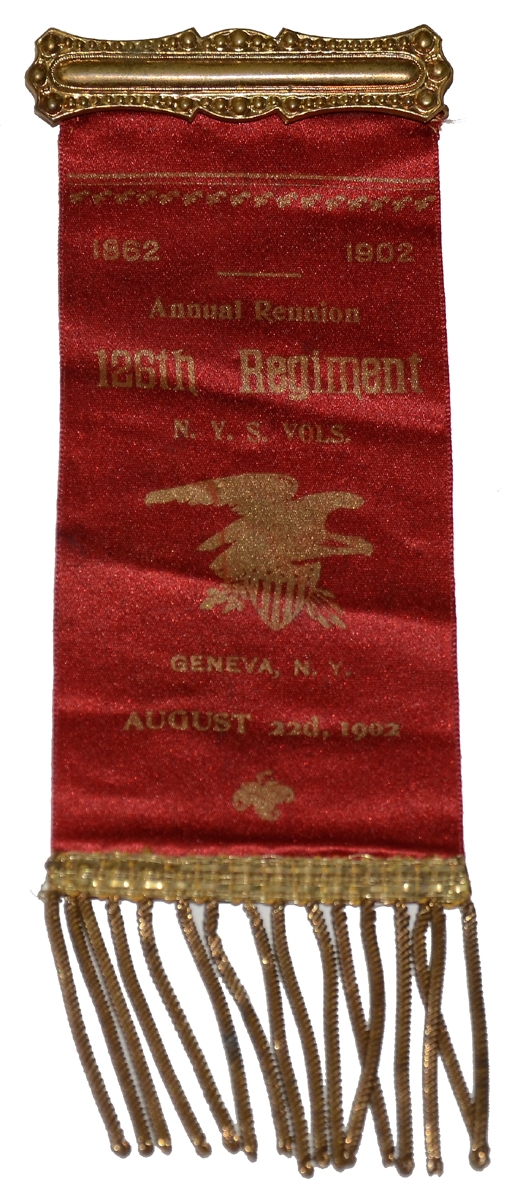 1862 1902
Annual Reunion
126th Regiment
N. Y. S. VOLS.
GENEVA, N. Y.
AUGUST 22d, 1902